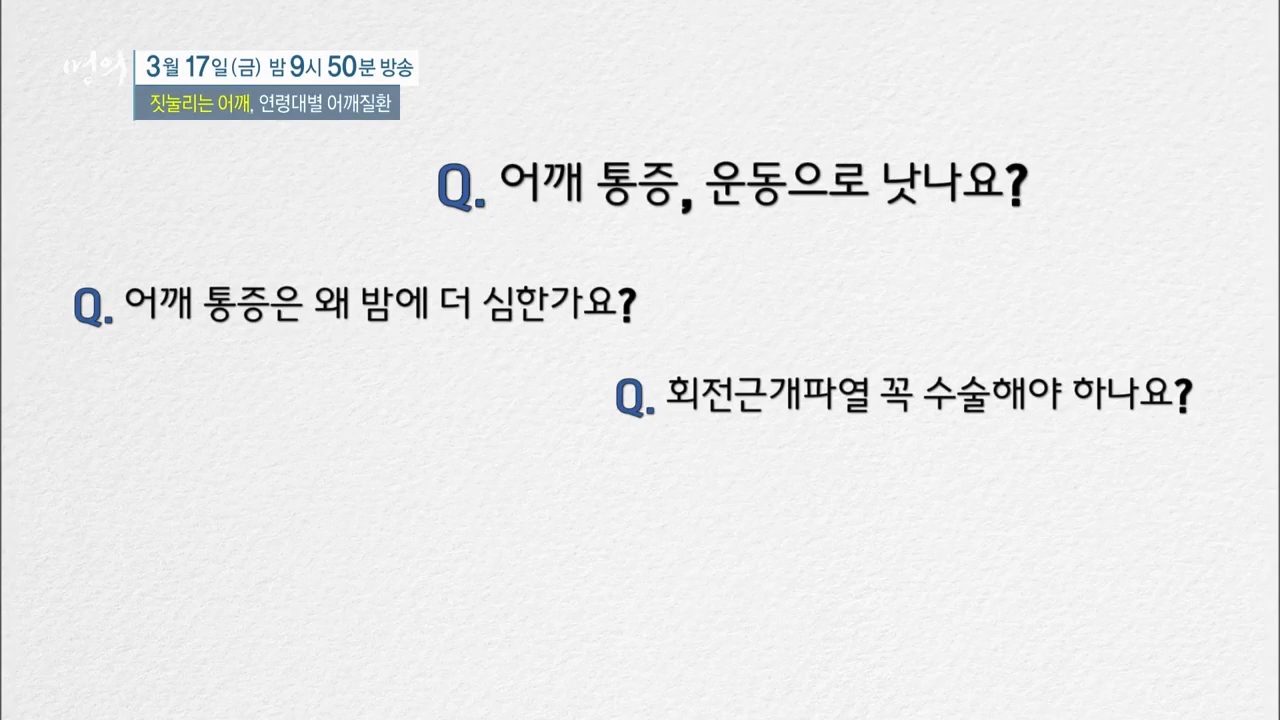 명의
3월 17일(금) 밤 9시 50분 방송
짓눌리는 어깨, 연령대별 어깨질환
Q. 어깨 통증, 운동으로 낫나요?
Q. 어깨 통증은 왜 밤에 더 심한가요?
Q. 회전근개파열 꼭 수술해야 하나요?